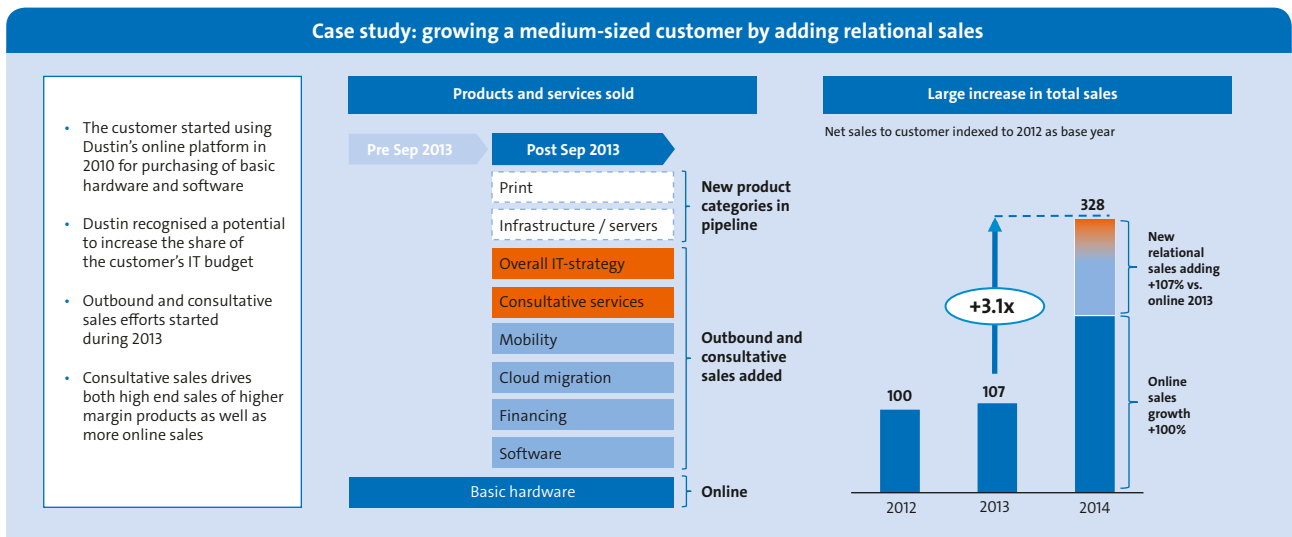 Case study: growing a medium-sized customer by adding relational sales
• The customer started using
Dustin's online platform in
2010 for purchasing of basic
hardware and software
• Dustin recognised a potential
to increase the share of
the customer's IT budget
• Outbound and consultative
sales efforts started
during 2013
• Consultative sales drives
both high end sales of higher
margin products as well as
more online sales
Products and services sold
Pre Sep 2013
Post Sep 2013
Print
Infrastructure / servers
New product
categories in
pipeline
Overall IT-strategy
Consultative services
Mobility
Cloud migration
Financing
Software
Outbound and
consultative
sales added
Basic hardware
Online
Large increase in total sales
Net sales to customer indexed to 2012 as base year
328
New
relational
sales adding
+107% vs.
online 2013
+3.1x
100
107
Online
sales
growth
+100%
2012
2013
2014